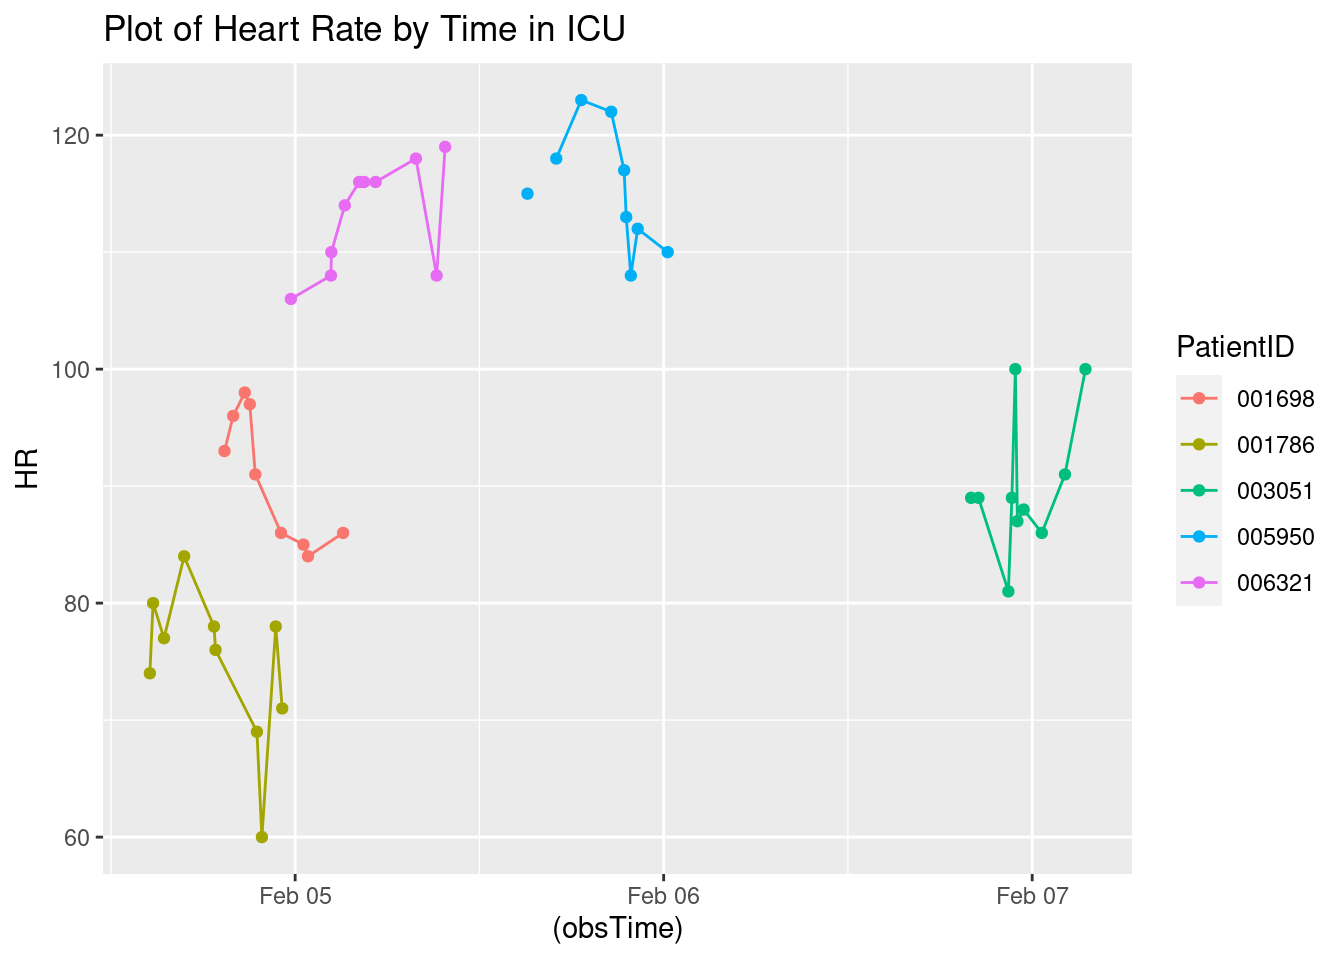 Plot of Heart Rate by Time in ICU
120
100
80
60
HR
Feb 05
Feb 06
Feb 07
(obsTime)
PatientID
001698
001786
003051
005950
006321